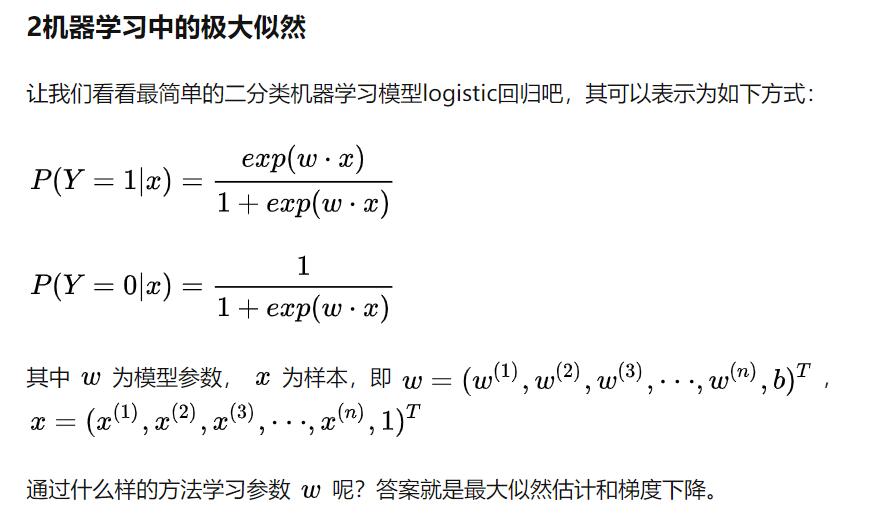 2机器学习中的极大似然
让我们看看最简单的二分类机器学习模型logistic回归吧，其可以表示为如下方式：
P(Y = 1|x) = \frac{exp(w · x)}{1 + exp(w · x)}
P(Y = 0|x) = \frac{1}{1 + exp(w · x)}
其中 w 为模型参数， x 为样本，即 w = (w^{(1)}, w^{(2)}, w^{(3)}, ···, w^{(n)}, b)^T ，
x = (x^{(1)}, x^{(2)}, x^{(3)}, ···, x^{(n)}, 1)^T
通过什么样的方法学习参数 w 呢？答案就是最大似然估计和梯度下降。